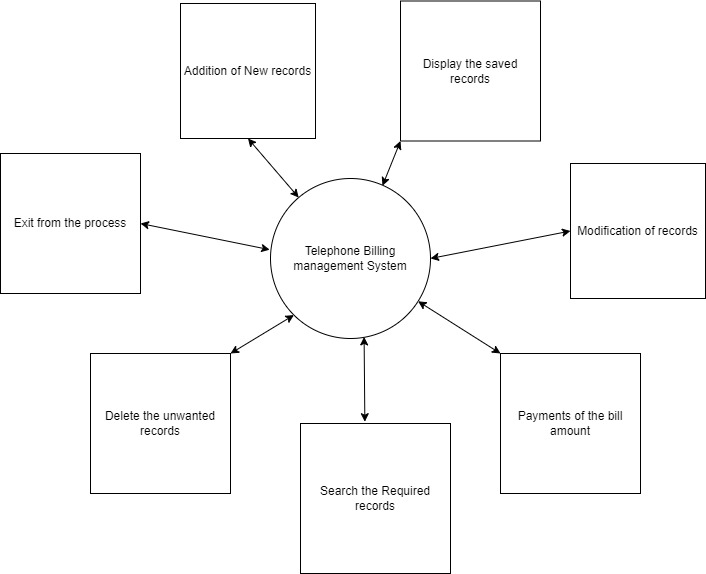 Addition of New records
Display the saved
records
Exit from the process
Modification of records
Telephone Billing
management System
Delete the unwanted
records
Payments of the bill
amount
Search the Required
records